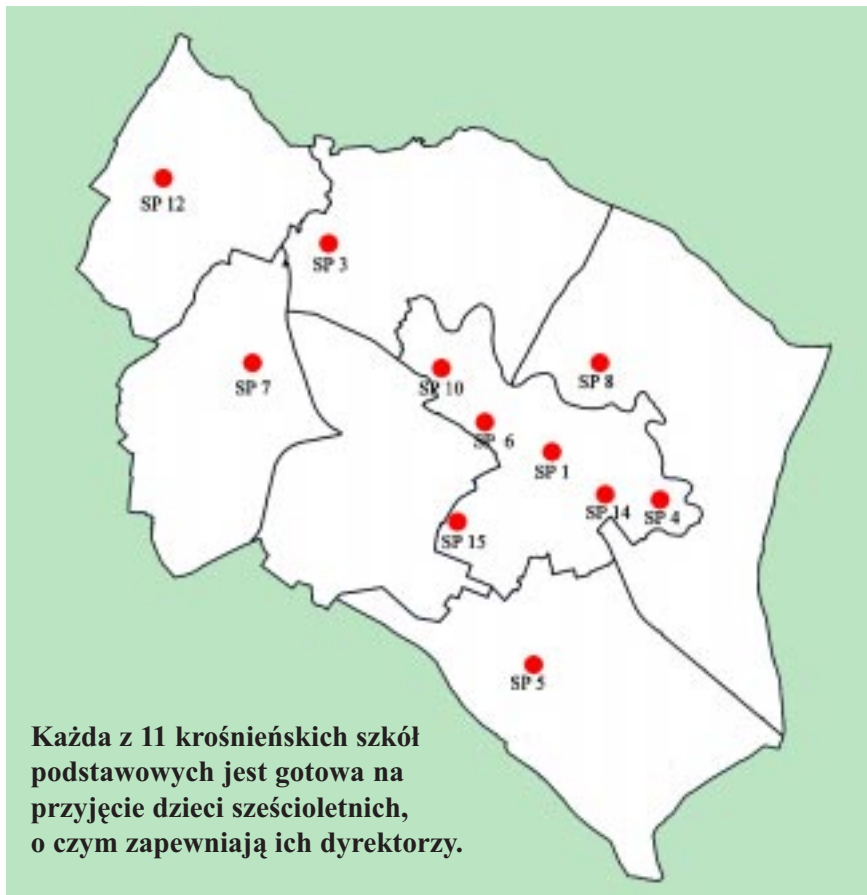 SP 12
SP 3
SP 7
SP 10
SP 8
SP 6
SP 1
SP 14
SP 4
SP 15
SP 5
Każda z 11 krośnieńskich szkół
podstawowych jest gotowa na
przyjęcie dzieci sześcioletnich,
o czym zapewniają ich dyrektorzy.